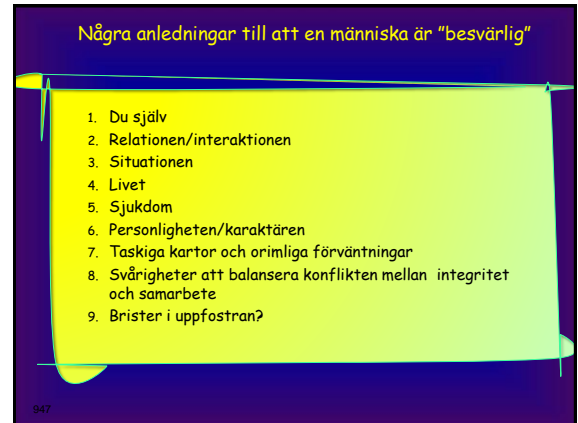 Några anledningar till att en människa är ”besvärlig”
1. Du själv
2. Relationen/interaktionen
3. Situationen
4. Livet
5. Sjukdom
6. Personligheten/karaktären
7. Taskiga kartor och orimliga förväntningar
8. Svårigheter att balansera konflikten mellan integritet
och samarbete
9. Brister i uppfostran?
947